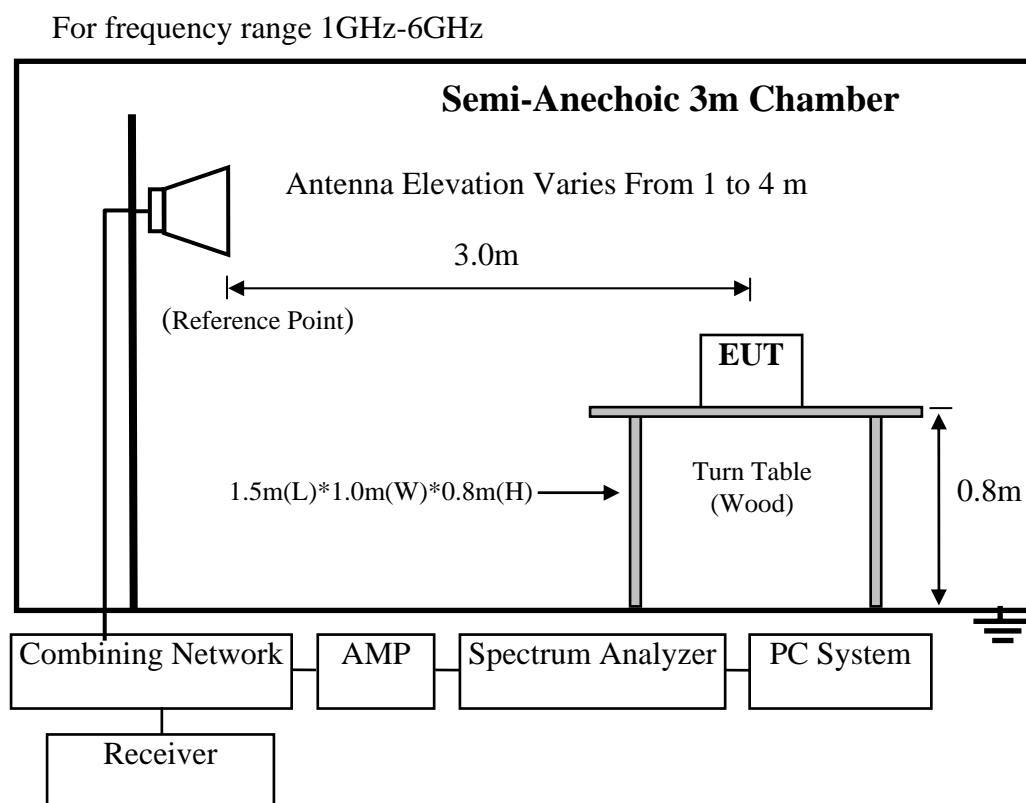 For frequency range 1GHz-6GHz
Semi-Anechoic 3m Chamber
Antenna Elevation Varies From 1 to 4 m
3.0m
(Reference Point)
EUT
1.5m(L)*1.0m(W)*0.8m(H)
Turn Table
(Wood)
0.8m
Combining Network
AMP
Spectrum Analyzer
PC System
Receiver